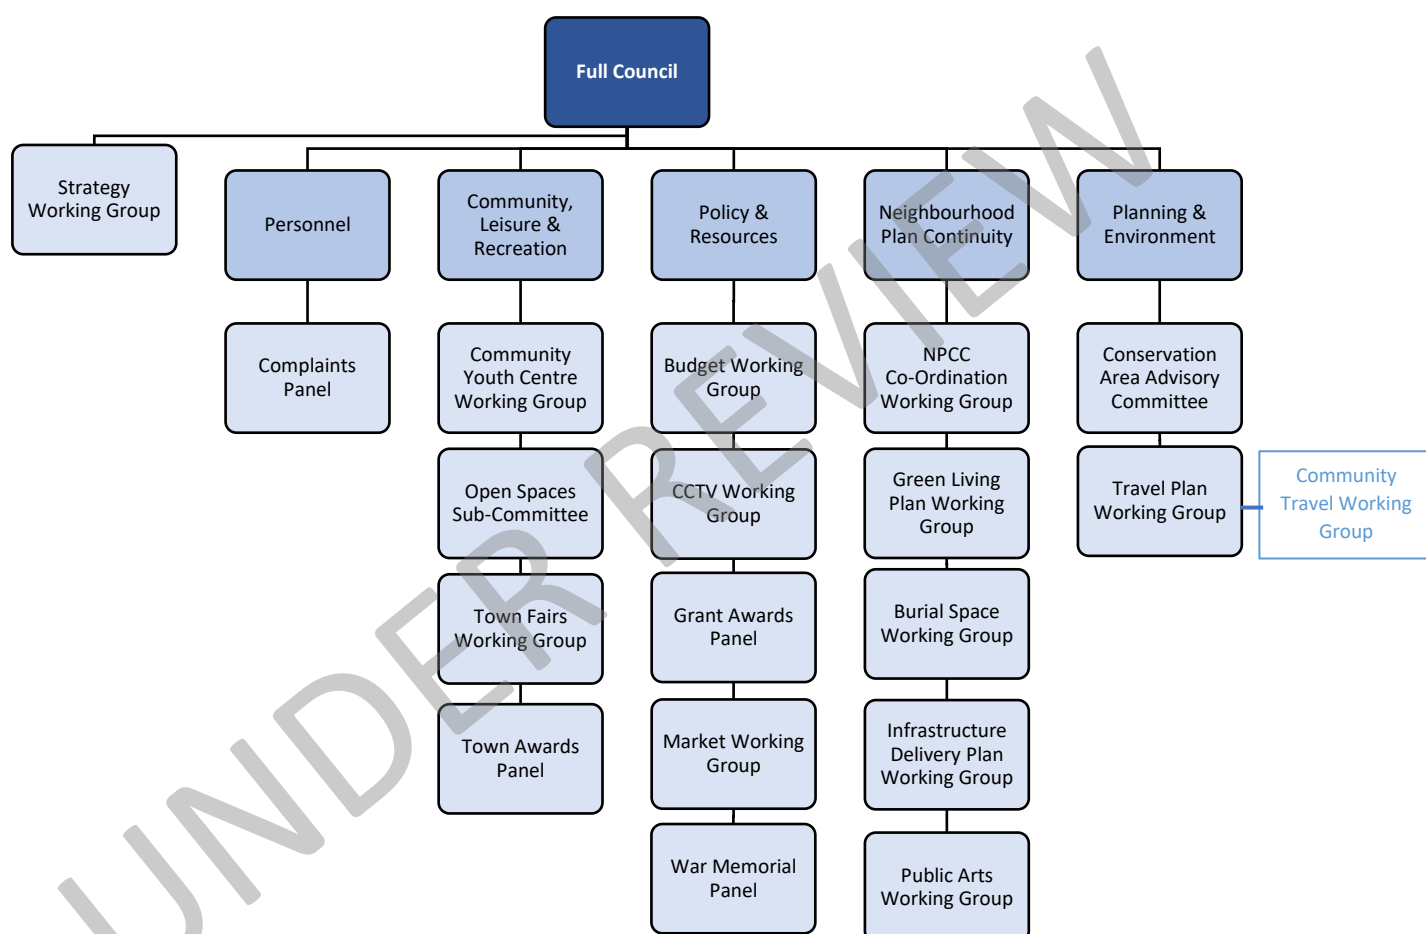 Full Council
Strategy
Working Group
Personnel
Community,
Leisure &
Recreation
Policy &
Resources
Neighbourhood
Plan Continuity
Planning &
Environment
Complaints
Panel
Community
Youth Centre
Working Group
Budget Working
Group
NPCC
Co-Ordination
Working Group
Conservation
Area Advisory
Committee
Open Spaces
Sub-Committee
CCTV Working
Group
Green Living
Plan Working
Group
Travel Plan
Working Group
Community
Travel Working
Group
Town Fairs
Working Group
Grant Awards
Panel
Burial Space
Working Group
Town Awards
Panel
Market Working
Group
Infrastructure
Delivery Plan
Working Group
War Memorial
Panel
Public Arts
Working Group
UNDER REVIEW